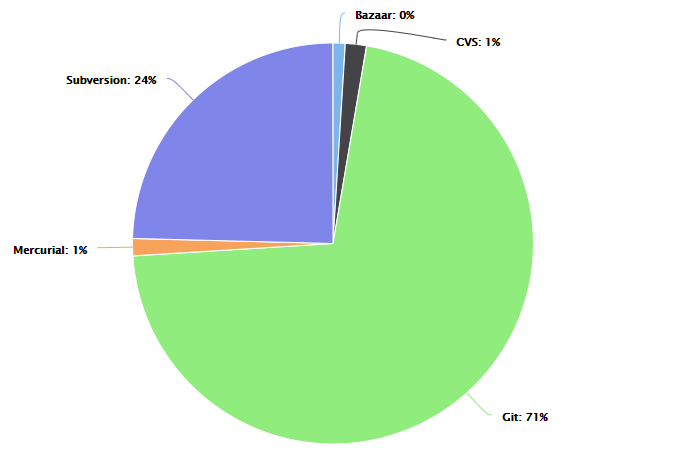 Bazaar: 0%
CVS: 1%
Subversion: 24%
Mercurial: 1%
Git: 71%